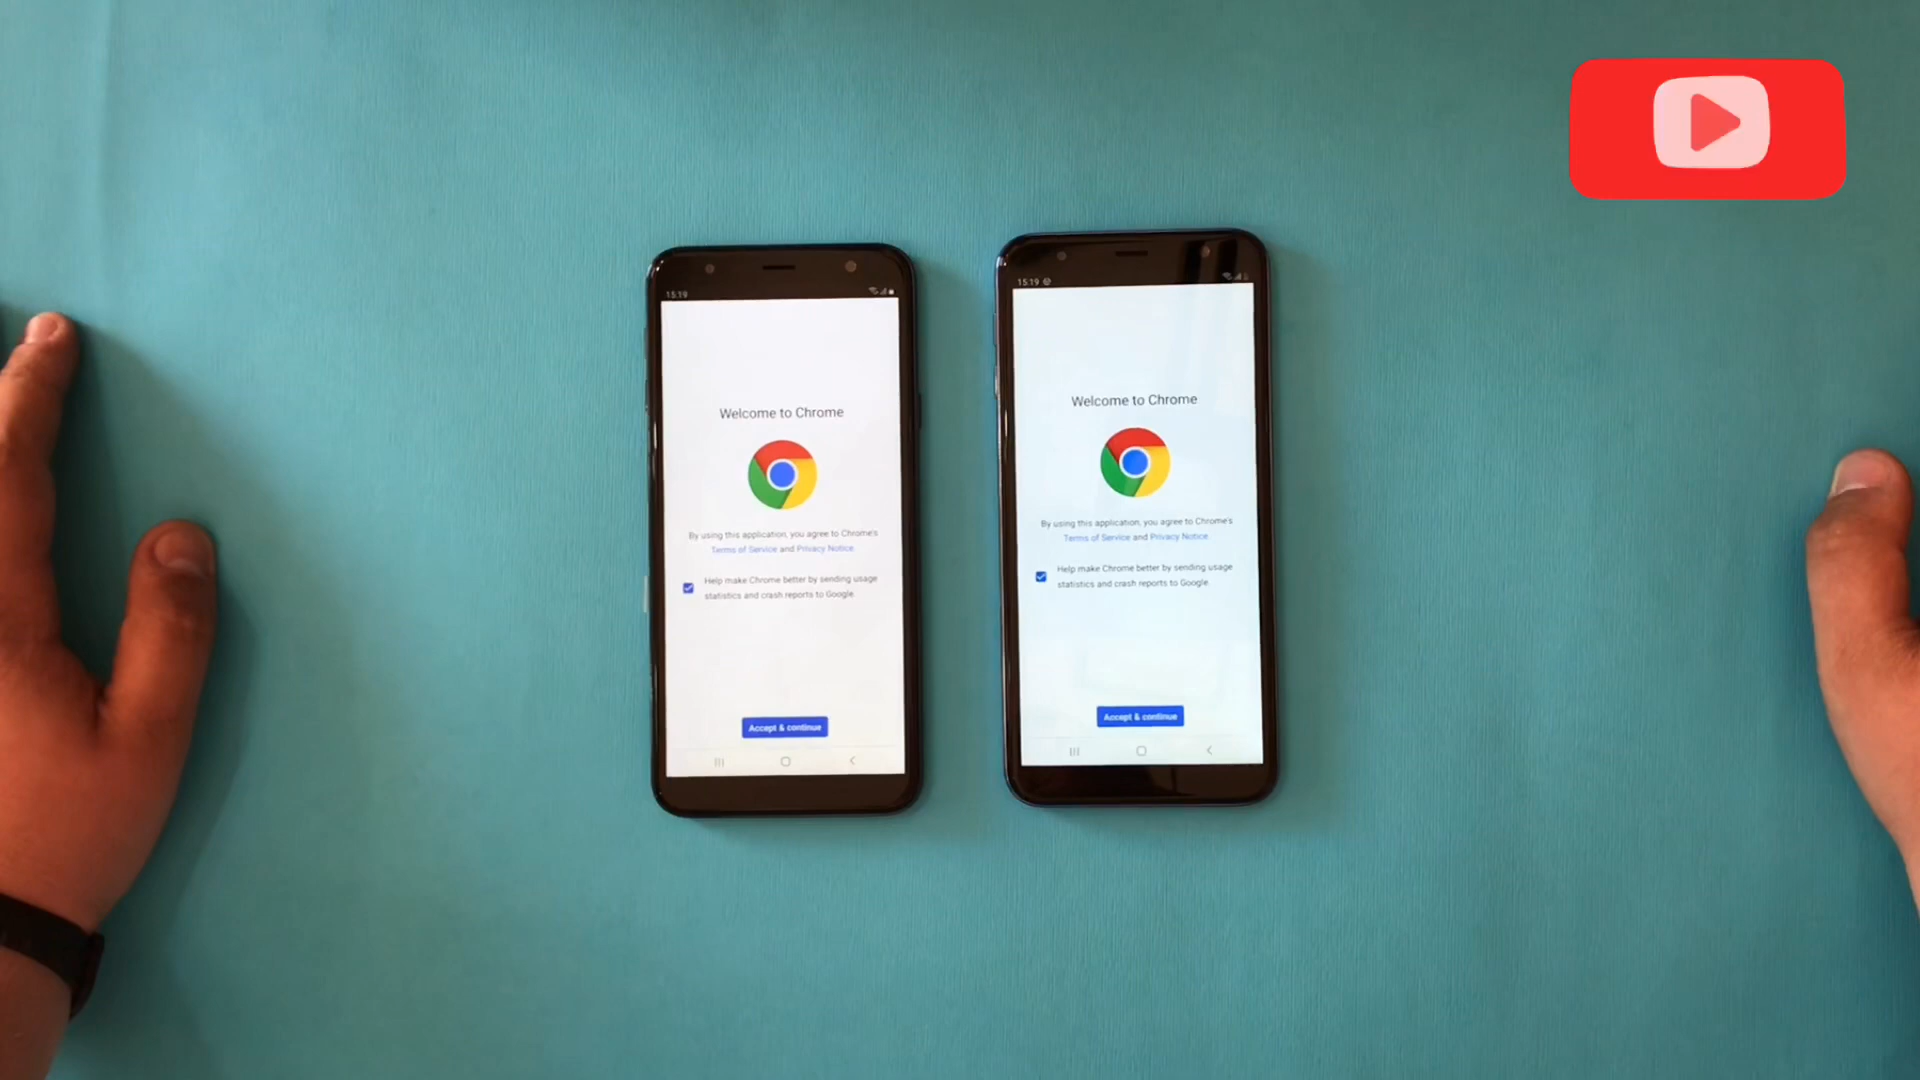 15:19
Welcome to Chrome
By using this application, you agree to Chrome's
Terms of Service and Privacy Notice.
Help make Chrome better by sending usage
statistics and crash reports to Google.
Accept & continue
15:19
Welcome to Chrome
By using this application, you agree to Chrome's
Terms of Service and Privacy Notice.
Help make Chrome better by sending usage
statistics and crash reports to Google.
Accept & continue